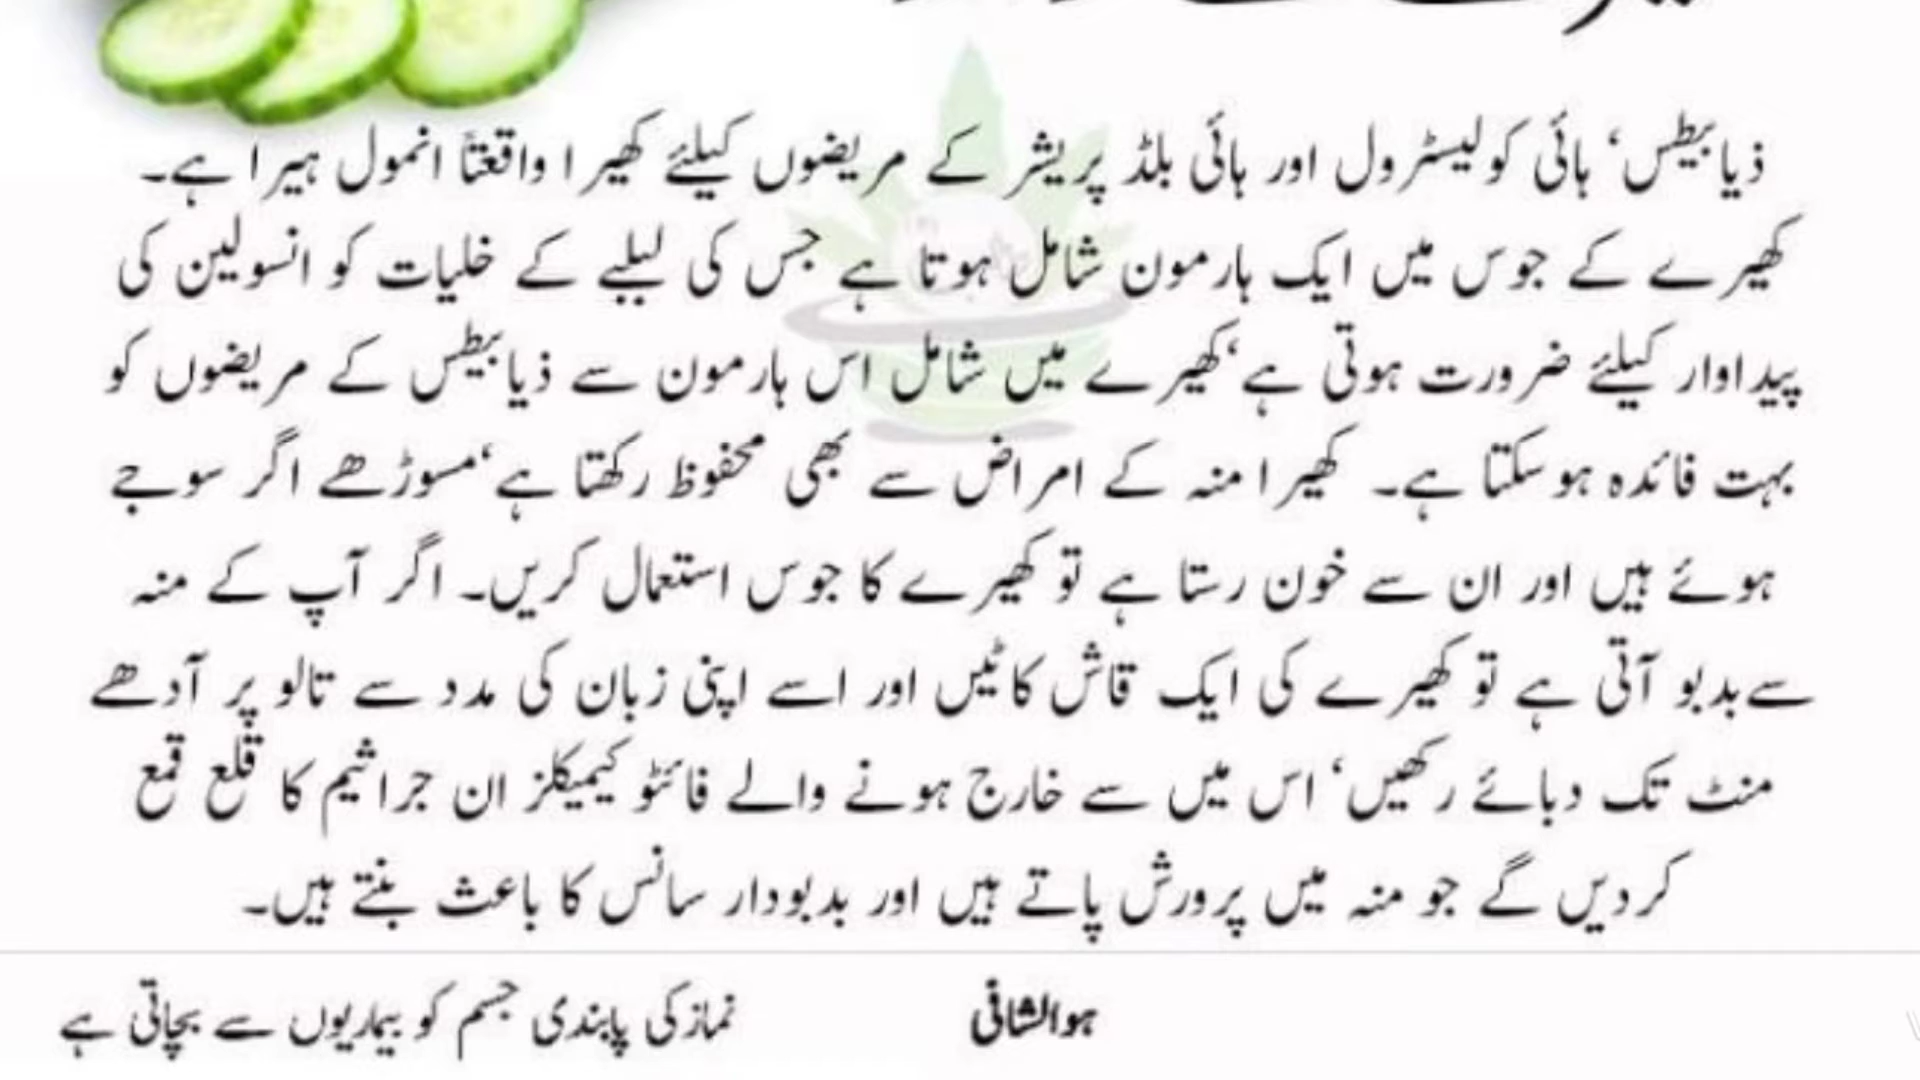 ذیابیطس‘ ہائی کولیسٹرول اور ہائی بلڈ پریشر کے مریضوں کیلئے کھیرا واقعتاً انمول ہیرا ہے۔
کھیرے کے جوس میں ایک ہارمون شامل ہوتا ہے جس کی لبلبے کے خلیات کو انسولین کی
پیداوار کیلئے ضرورت ہوتی ہے‘کھیرے میں شامل اس ہارمون سے ذیابیطس کے مریضوں کو
بہت فائدہ ہوسکتا ہے۔ کھیرا منہ کے امراض سے بھی محفوظ رکھتا ہے‘مسوڑھے اگر سوجے
ہوئے ہیں اور ان سے خون رستا ہے تو کھیرے کا جوس استعمال کریں۔ اگر آپ کے منہ
سے بدبو آتی ہے تو کھیرے کی ایک قاش کاٹیں اور اسے اپنی زبان کی مدد سے تالو پر آدھے
منٹ تک دبائے رکھیں‘ اس میں سے خارج ہونے والے فائٹو کیمیکلز ان جراثیم کا قلع قمع
کردیں گے جو منہ میں پرورش پاتے ہیں اور بدبودار سانس کا باعث بنتے ہیں۔
ہوالشافی
نماز کی پابندی جسم کو بیماریوں سے بچاتی ہے